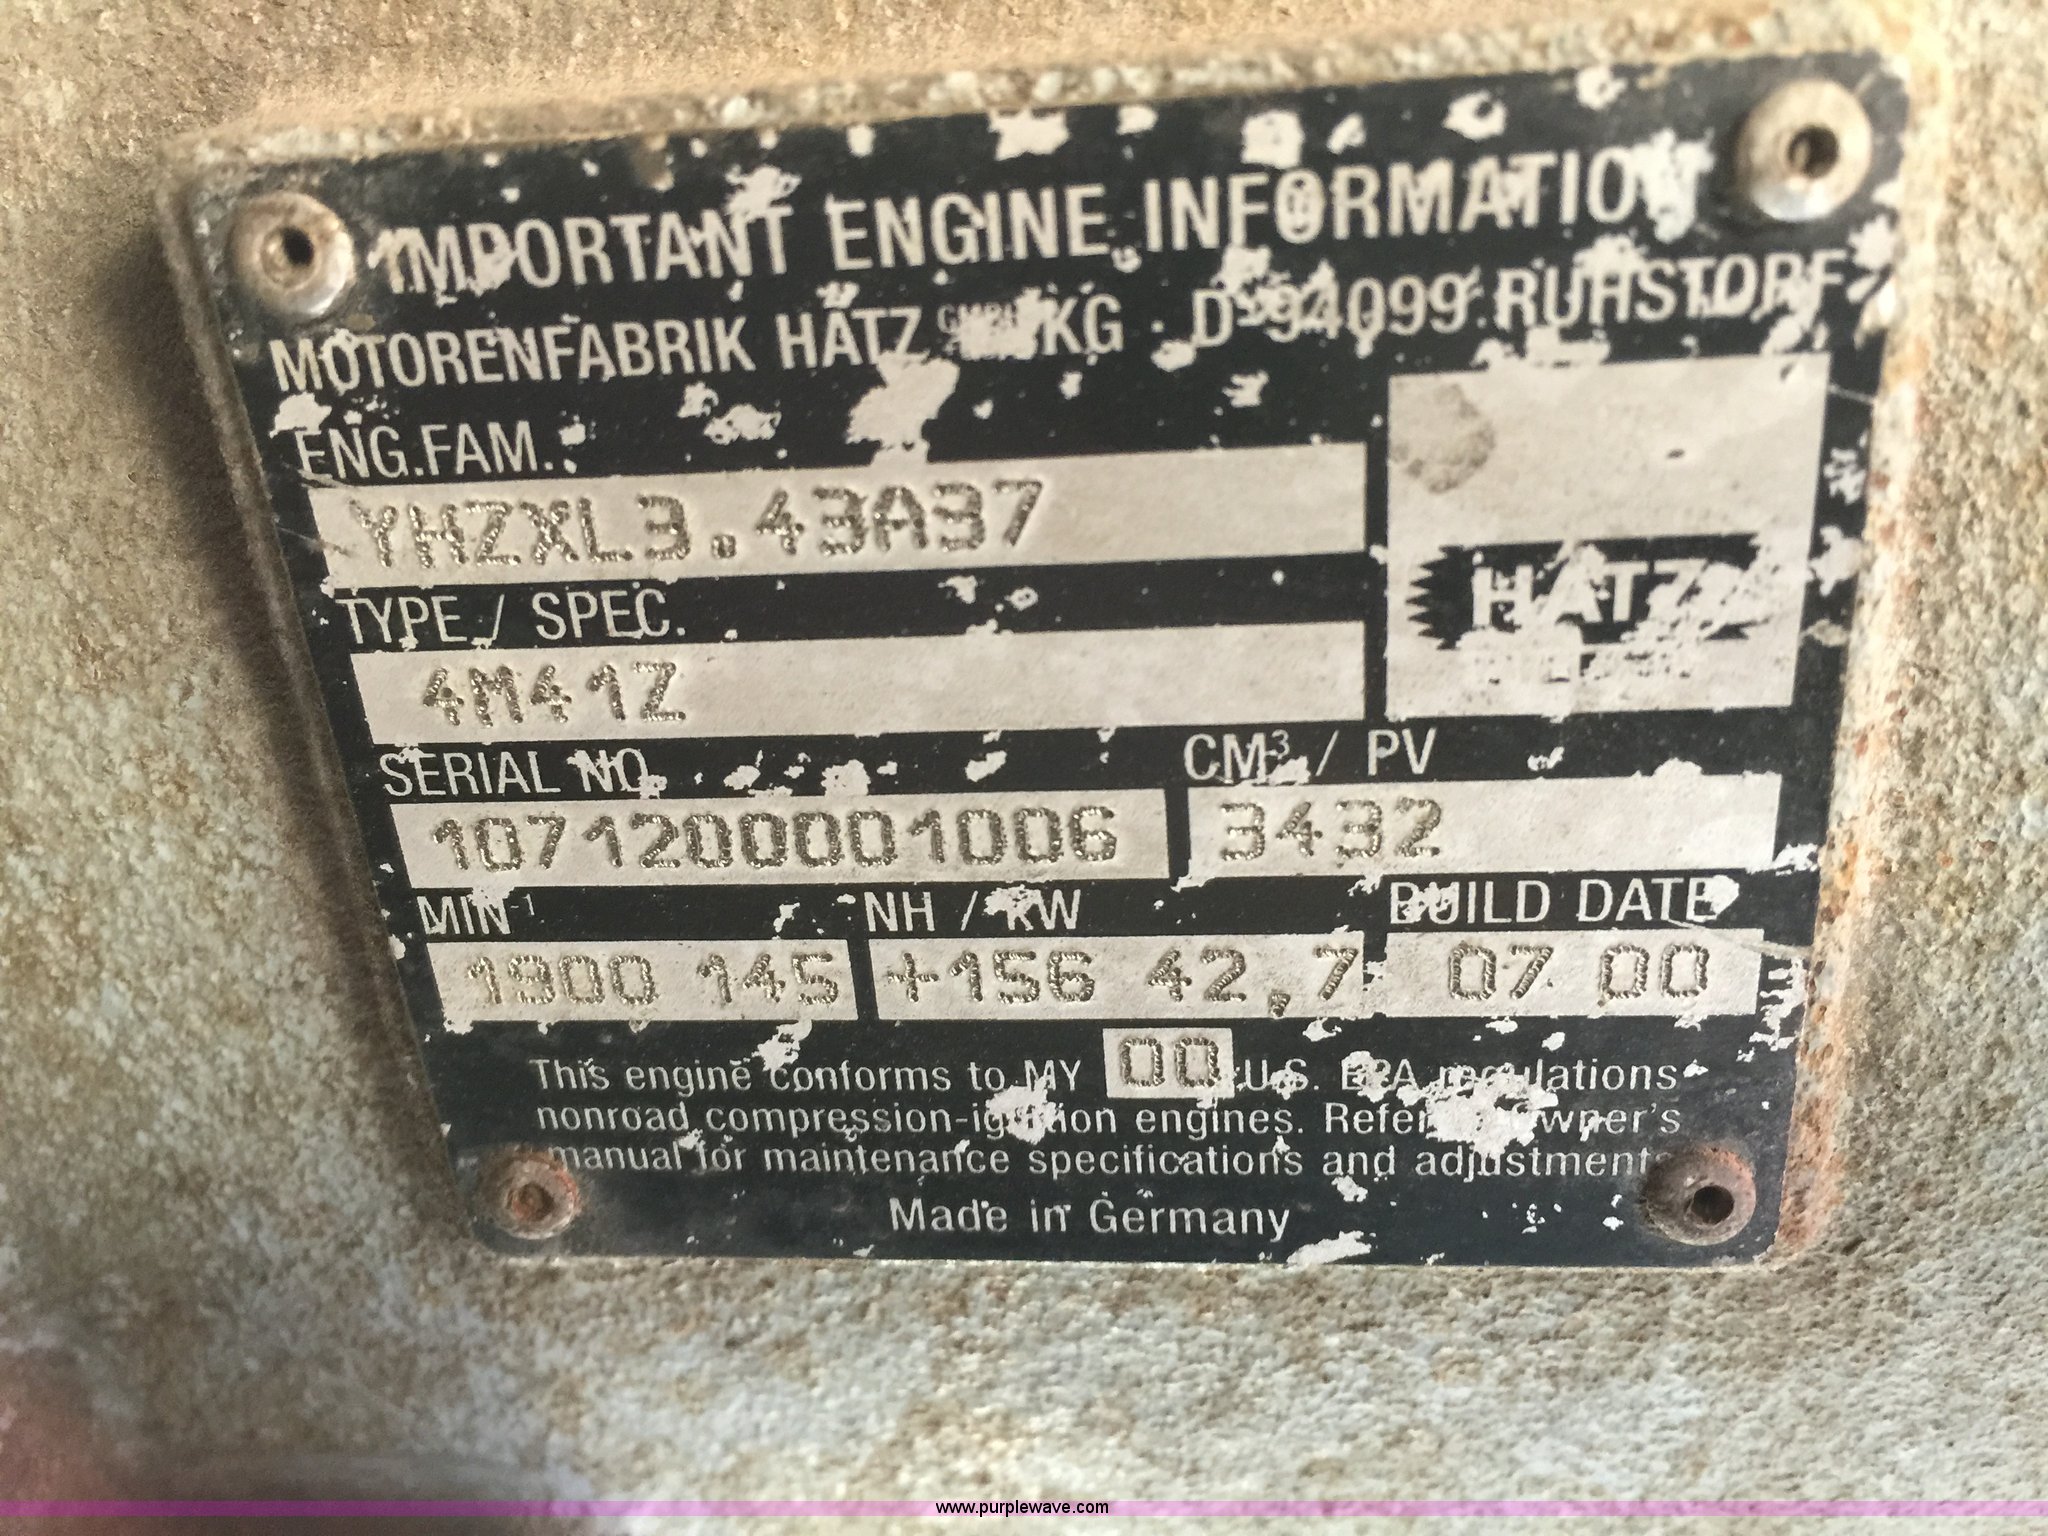 IMPORTANT ENGINE INFORMATION
MOTORENFABRIK HATZ GMBH KG · D-94099 RUHSTORF
ENG.FAM.
YHZXL3.43A37
HATZ
TYPE / SPEC.
4M41Z
SERIAL NO. CM³ / PV
1071200001006 3432
MIN-1 NH / KW BUILD DATE
1900 145 +156 42,7 07 00
This engine conforms to MY 00 U.S. EPA regulations
nonroad compression-ignition engines. Refer owner's
manual for maintenance specifications and adjustments
Made in Germany
www.purplewave.com